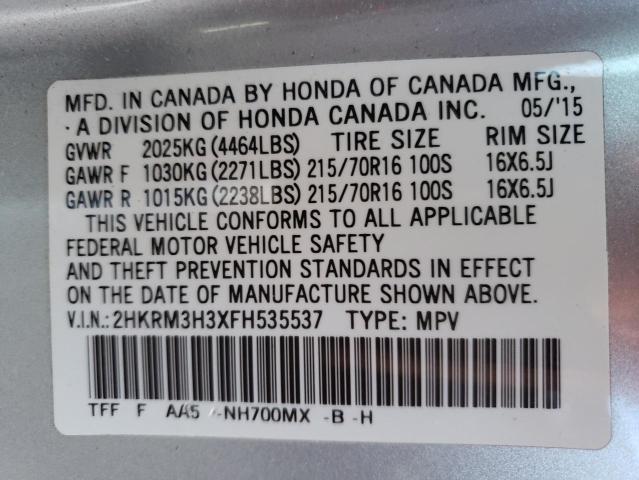 MFD. IN CANADA BY HONDA OF CANADA MFG.,
·A DIVISION OF HONDA CANADA INC. 05/'15
GVWR 2025KG(4464LBS) TIRE SIZE RIM SIZE
GAWR F 1030KG(2271LBS) 215/70R16 100S 16X6.5J
GAWR R 1015KG(2238LBS) 215/70R16 100S 16X6.5J
THIS VEHICLE CONFORMS TO ALL APPLICABLE
FEDERAL MOTOR VEHICLE SAFETY
AND THEFT PREVENTION STANDARDS IN EFFECT
ON THE DATE OF MANUFACTURE SHOWN ABOVE.
V.I.N.:2HKRM3H3XFH535537 TYPE: MPV
TFF F AA5 -NH700MX -B -H